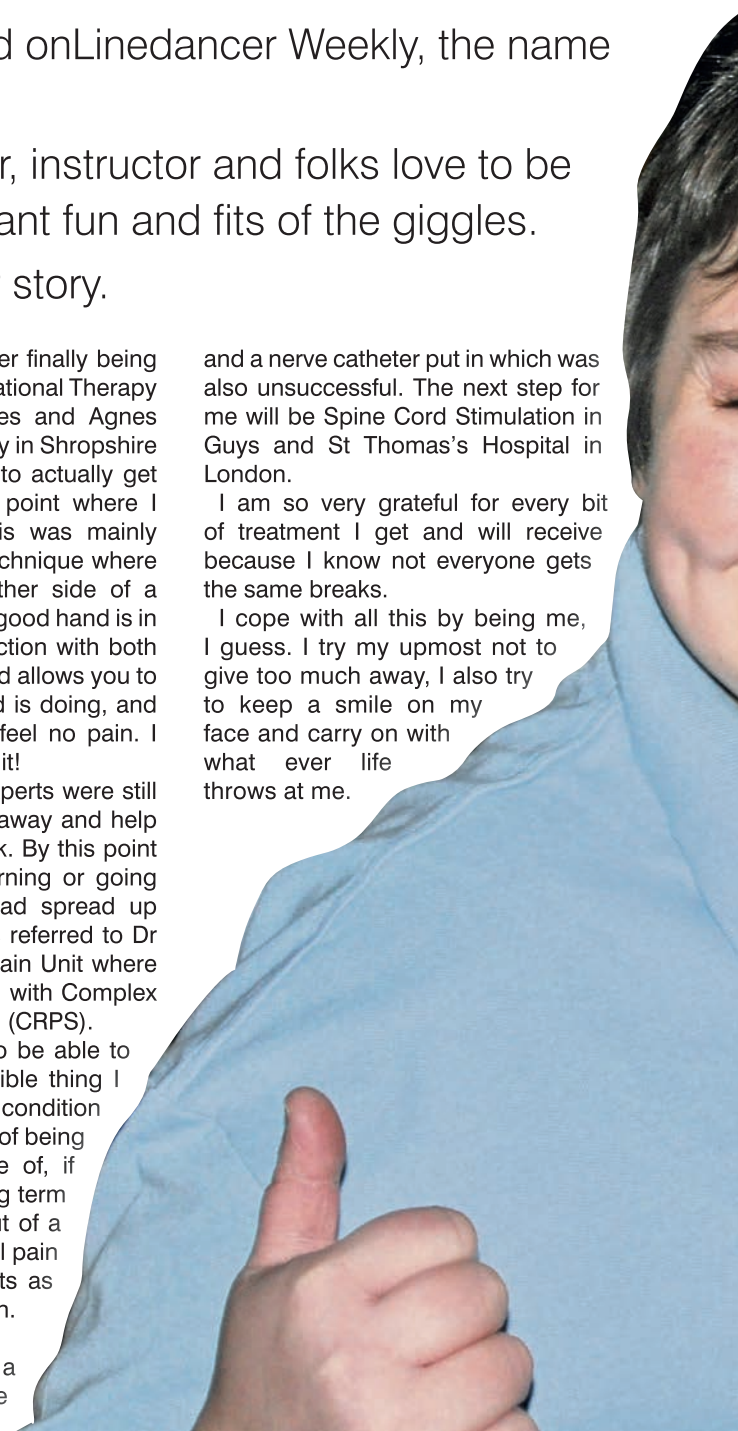 d onLinedancer Weekly, the name
r, instructor and folks love to be
ant fun and fits of the giggles.
story.
er finally being
ational Therapy
es and Agnes
y in Shropshire
to actually get
point where I
is was mainly
chnique where
ther side of a
good hand is in
ction with both
d allows you to
d is doing, and
feel no pain. I
it!
perts were still
away and help
k. By this point
rning or going
ad spread up
referred to Dr
ain Unit where
with Complex
(CRPS).
o be able to
ible thing I
condition
of being
e of, if
g term
ut of a
l pain
ts as
n.
a
e
and a nerve catheter put in which was
also unsuccessful. The next step for
me will be Spine Cord Stimulation in
Guys and St Thomas's Hospital in
London.
I am so very grateful for every bit
of treatment I get and will receive
because I know not everyone gets
the same breaks.
I cope with all this by being me,
I guess. I try my upmost not to
give too much away, I also try
to keep a smile on my
face and carry on with
what ever life
throws at me.